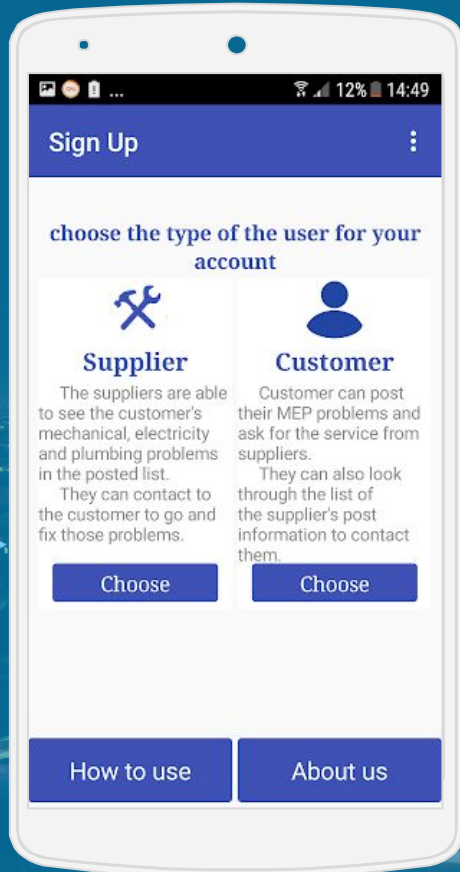 ... 12% 14:49
Sign Up
choose the type of the user for your
account
Supplier
The suppliers are able
to see the customer's
mechanical, electricity
and plumbing problems
in the posted list.
They can contact to
the customer to go and
fix those problems.
Choose
Customer
Customer can post
their MEP problems and
ask for the service from
suppliers.
They can also look
through the list of
the supplier's post
information to contact
them.
Choose
How to use
About us